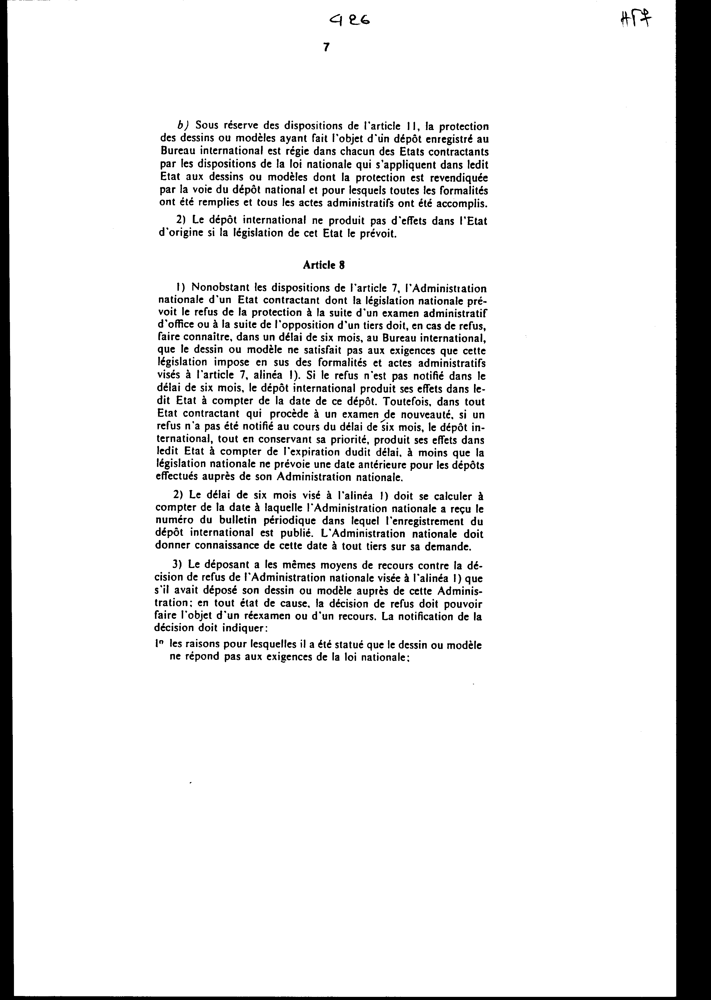 426
7
b) Sous réserve des dispositions de l'article 11, la protection
des dessins ou modèles ayant fait l'objet d'un dépôt enregistré au
Bureau international est régie dans chacun des Etats contractants
par les dispositions de la loi nationale qui s'appliquent dans ledit
Etat aux dessins ou modèles dont la protection est revendiquée
par la voie du dépôt national et pour lesquels toutes les formalités
ont été remplies et tous les actes administratifs ont été accomplis.
2) Le dépôt international ne produit pas d'effets dans l'Etat
d'origine si la législation de cet Etat le prévoit.
Article 8
1) Nonobstant les dispositions de l'article 7, l'Administration
nationale d'un Etat contractant dont la législation nationale pré-
voit le refus de la protection à la suite d'un examen administratif
d'office ou à la suite de l'opposition d'un tiers doit, en cas de refus,
faire connaître, dans un délai de six mois, au Bureau international,
que le dessin ou modèle ne satisfait pas aux exigences que cette
législation impose en sus des formalités et actes administratifs
visés à l'article 7, alinéa 1). Si le refus n'est pas notifié dans le
délai de six mois, le dépôt international produit ses effets dans le-
dit Etat à compter de la date de ce dépôt. Toutefois, dans tout
Etat contractant qui procède à un examen de nouveauté, si un
refus n'a pas été notifié au cours du délai de six mois, le dépôt in-
ternational, tout en conservant sa priorité, produit ses effets dans
ledit Etat à compter de l'expiration dudit délai, à moins que la
législation nationale ne prévoie une date antérieure pour les dépôts
effectués auprès de son Administration nationale.
2) Le délai de six mois visé à l'alinéa 1) doit se calculer à
compter de la date à laquelle l'Administration nationale a reçu le
numéro du bulletin périodique dans lequel l'enregistrement du
dépôt international est publié. L'Administration nationale doit
donner connaissance de cette date à tout tiers sur sa demande.
3) Le déposant a les mêmes moyens de recours contre la dé-
cision de refus de l'Administration nationale visée à l'alinéa 1) que
s'il avait déposé son dessin ou modèle auprès de cette Adminis-
tration; en tout état de cause, la décision de refus doit pouvoir
faire l'objet d'un réexamen ou d'un recours. La notification de la
décision doit indiquer:
1º les raisons pour lesquelles il a été statué que le dessin ou modèle
ne répond pas aux exigences de la loi nationale;